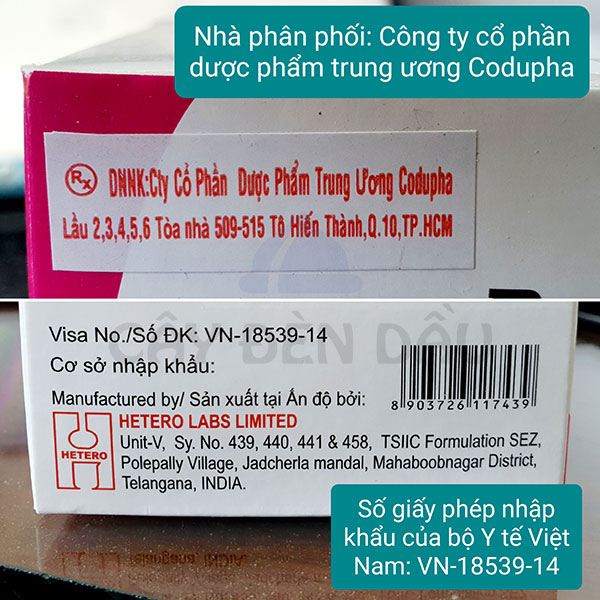 Nhà phân phối: Công ty cổ phần
dược phẩm trung ương Codupha
Rx DNNK:Cty Cổ Phần Dược Phẩm Trung Ương Codupha
Lầu 2,3,4,5,6 Tòa nhà 509-515 Tô Hiến Thành,Q.10,TP.HCM
CÂY ĐÈN DẦU
Visa No./Số ĐK: VN-18539-14
Cơ sở nhập khẩu:
Manufactured by/ Sản xuất tại Ấn độ bởi:
HETERO LABS LIMITED
Unit-V, Sy. No. 439, 440, 441 & 458, TSIIC Formulation SEZ,
Polepally Village, Jadcherla mandal, Mahaboobnagar District,
Telangana, INDIA.
HETERO
8 903726 117439
Số giấy phép nhập
khẩu của bộ Y tế Việt
Nam: VN-18539-14